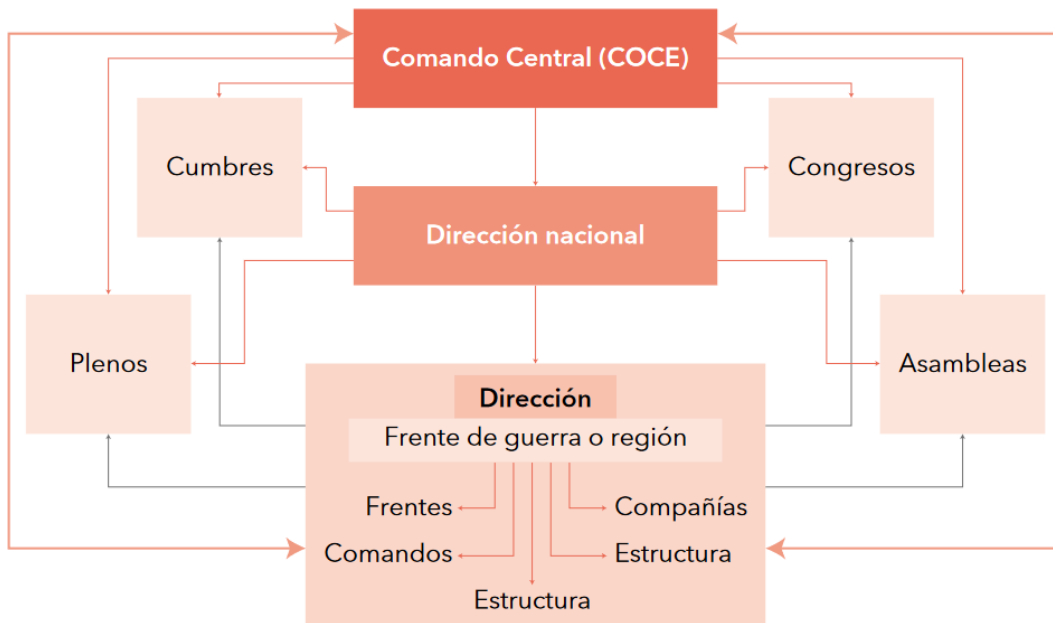 Comando Central (COCE)
Cumbres
Congresos
Dirección nacional
Plenos
Asambleas
Dirección
Frente de guerra o región
Frentes
Compañías
Comandos
Estructura
Estructura